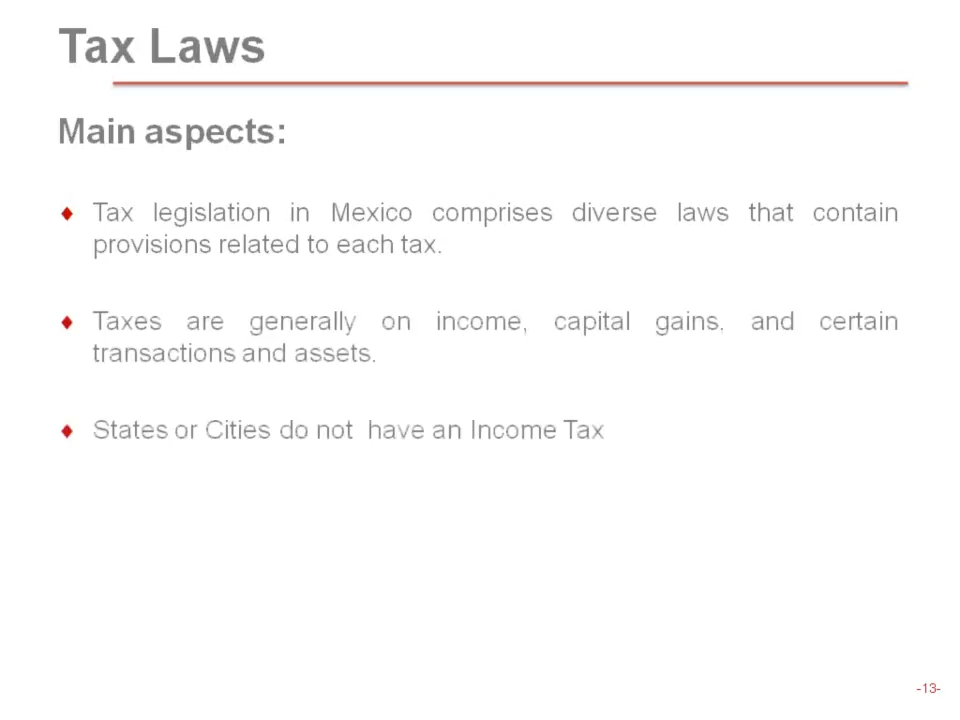 Tax Laws
Main aspects:
♦ Tax legislation in Mexico comprises diverse laws that contain
provisions related to each tax.
♦ Taxes are generally on income, capital gains, and certain
transactions and assets.
♦ States or Cities do not  have an Income Tax
-13-